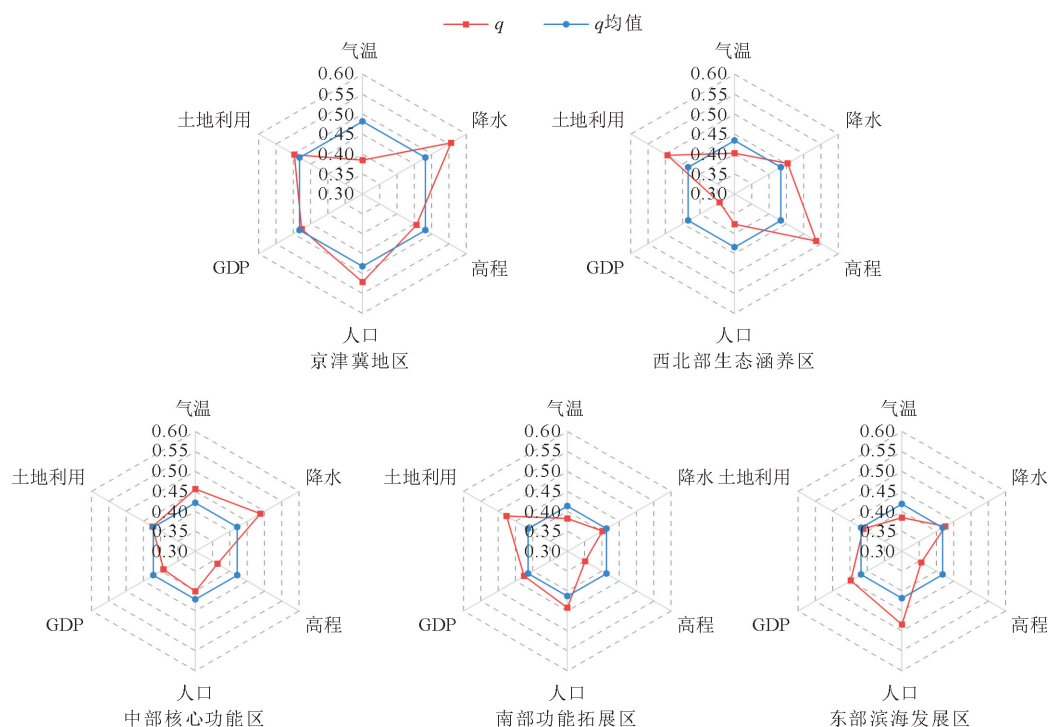 q q均值
气温
0.60
0.55
0.50
0.45
0.40
0.35
0.30
降水
高程
人口
GDP
土地利用
京津冀地区
气温
0.60
0.55
0.50
0.45
0.40
0.35
0.30
降水
高程
人口
GDP
土地利用
西北部生态涵养区
气温
0.60
0.55
0.50
0.45
0.40
0.35
0.30
降水
高程
人口
GDP
土地利用
中部核心功能区
气温
0.60
0.55
0.50
0.45
0.40
0.35
0.30
降水
高程
人口
GDP
土地利用
南部功能拓展区
气温
0.60
0.55
0.50
0.45
0.40
0.35
0.30
降水
高程
人口
GDP
土地利用
东部滨海发展区